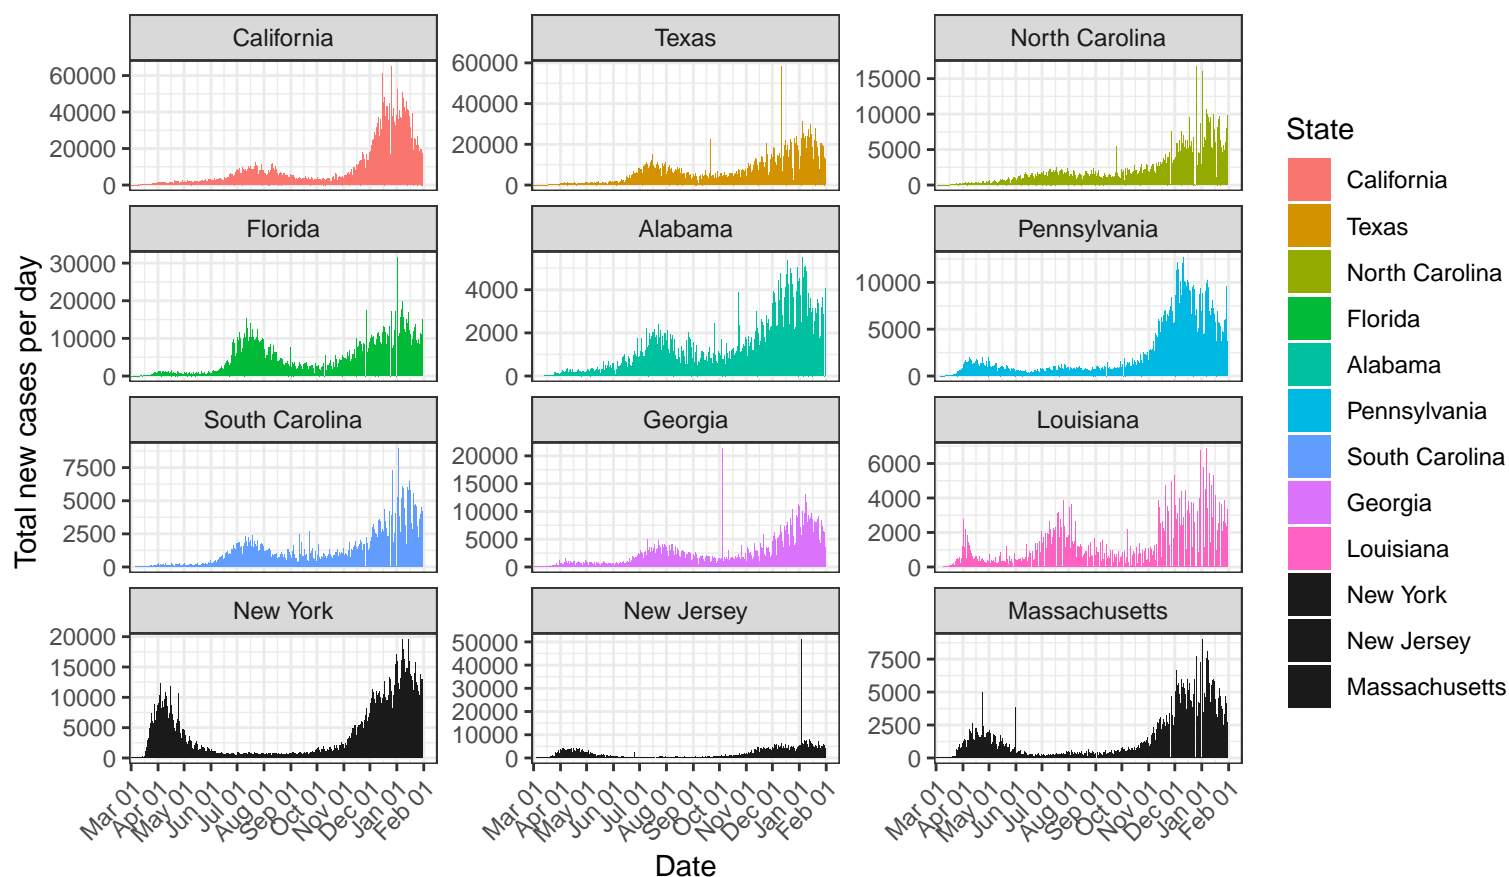 California
Texas
North Carolina
60000
40000
20000
0
60000
40000
20000
0
15000
10000
5000
0
Florida
Alabama
Pennsylvania
30000
20000
10000
0
4000
2000
0
10000
5000
0
South Carolina
Georgia
Louisiana
7500
5000
2500
0
20000
15000
10000
5000
0
6000
4000
2000
0
New York
New Jersey
Massachusetts
20000
15000
10000
5000
0
50000
40000
30000
20000
10000
0
7500
5000
2500
0
Mar 01
Apr 01
May 01
Jun 01
Jul 01
Aug 01
Sep 01
Oct 01
Nov 01
Dec 01
Jan 01
Feb 01
Mar 01
Apr 01
May 01
Jun 01
Jul 01
Aug 01
Sep 01
Oct 01
Nov 01
Dec 01
Jan 01
Feb 01
Mar 01
Apr 01
May 01
Jun 01
Jul 01
Aug 01
Sep 01
Oct 01
Nov 01
Dec 01
Jan 01
Feb 01
Date
Total new cases per day
State
California
Texas
North Carolina
Florida
Alabama
Pennsylvania
South Carolina
Georgia
Louisiana
New York
New Jersey
Massachusetts